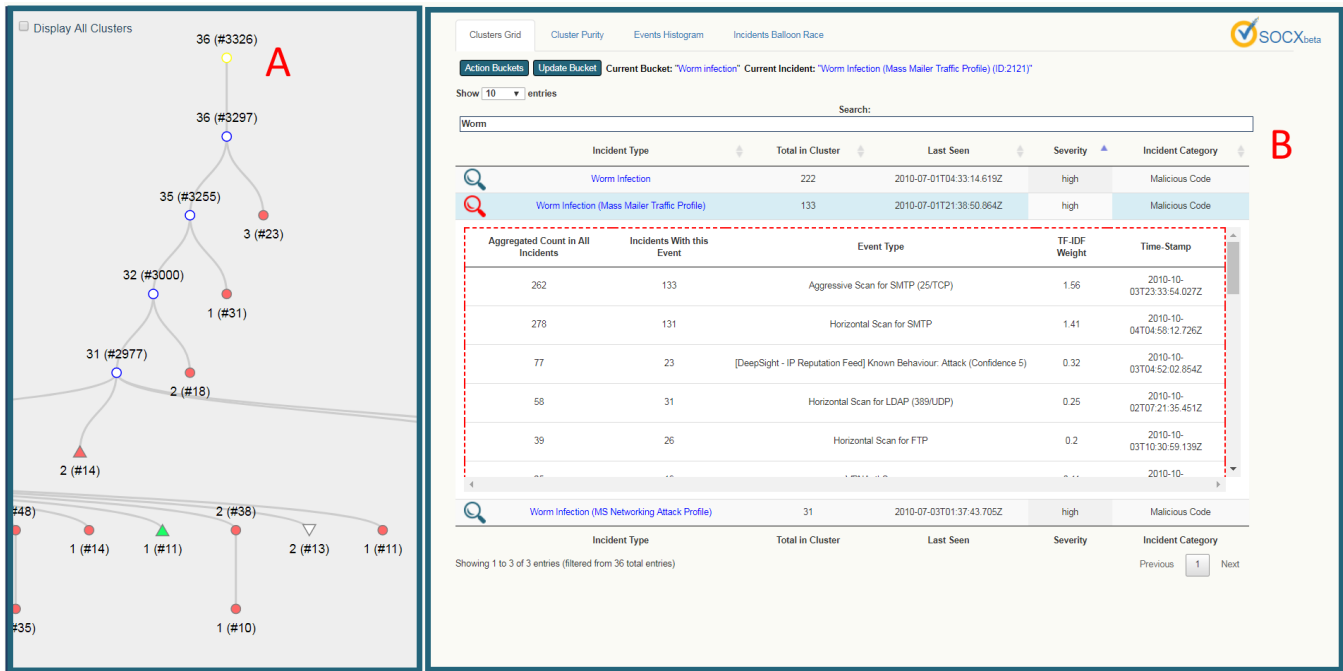 Display All Clusters
36 (#3326)
A
36 (#3297)
35 (#3255)
3 (#23)
32 (#3000)
1 (#31)
31 (#2977)
2 (#18)
2 (#14)
#48)
2 (#38)
1 (#14)
1 (#11)
2 (#13)
1 (#11)
#35)
1 (#10)
Clusters Grid Cluster Purity Events Histogram Incidents Balloon Race
SOCXbeta
Action Buckets Update Bucket Current Bucket: "Worm infection" Current Incident: "Worm Infection (Mass Mailer Traffic Profile) (ID:2121)"
Show 10 entries
Search:
Worm
B
Incident Type Total in Cluster Last Seen Severity Incident Category
Worm Infection 222 2010-07-01T04:33:14.619Z high Malicious Code
Worm Infection (Mass Mailer Traffic Profile) 133 2010-07-01T21:38:50.864Z high Malicious Code
Aggregated Count in All Incidents Incidents With this Event Event Type TF-IDF Weight Time-Stamp
262 133 Aggressive Scan for SMTP (25/TCP) 1.56 2010-10-03T23:33:54.027Z
278 131 Horizontal Scan for SMTP 1.41 2010-10-04T04:58:12.726Z
77 23 [DeepSight - IP Reputation Feed] Known Behaviour: Attack (Confidence 5) 0.32 2010-10-03T04:52:02.854Z
58 31 Horizontal Scan for LDAP (389/UDP) 0.25 2010-10-02T07:21:35.451Z
39 26 Horizontal Scan for FTP 0.2 2010-10-03T10:30:59.139Z
2010-10-
Worm Infection (MS Networking Attack Profile) 31 2010-07-03T01:37:43.705Z high Malicious Code
Incident Type Total in Cluster Last Seen Severity Incident Category
Showing 1 to 3 of 3 entries (filtered from 36 total entries)
Previous 1 Next